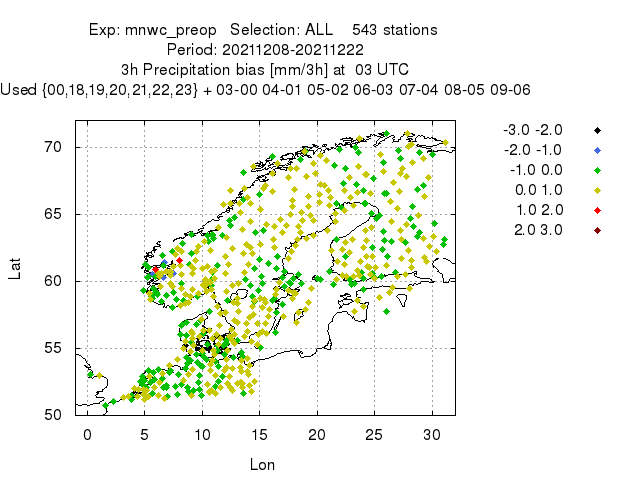 Exp: mnwc_preop   Selection: ALL    543 stations
Period: 20211208-20211222
3h Precipitation bias [mm/3h] at  03 UTC
Used {00,18,19,20,21,22,23} + 03-00 04-01 05-02 06-03 07-04 08-05 09-06
-3.0 -2.0
-2.0 -1.0
-1.0 0.0
0.0 1.0
1.0 2.0
2.0 3.0
70
65
60
55
50
Lat
0 5 10 15 20 25 30
Lon